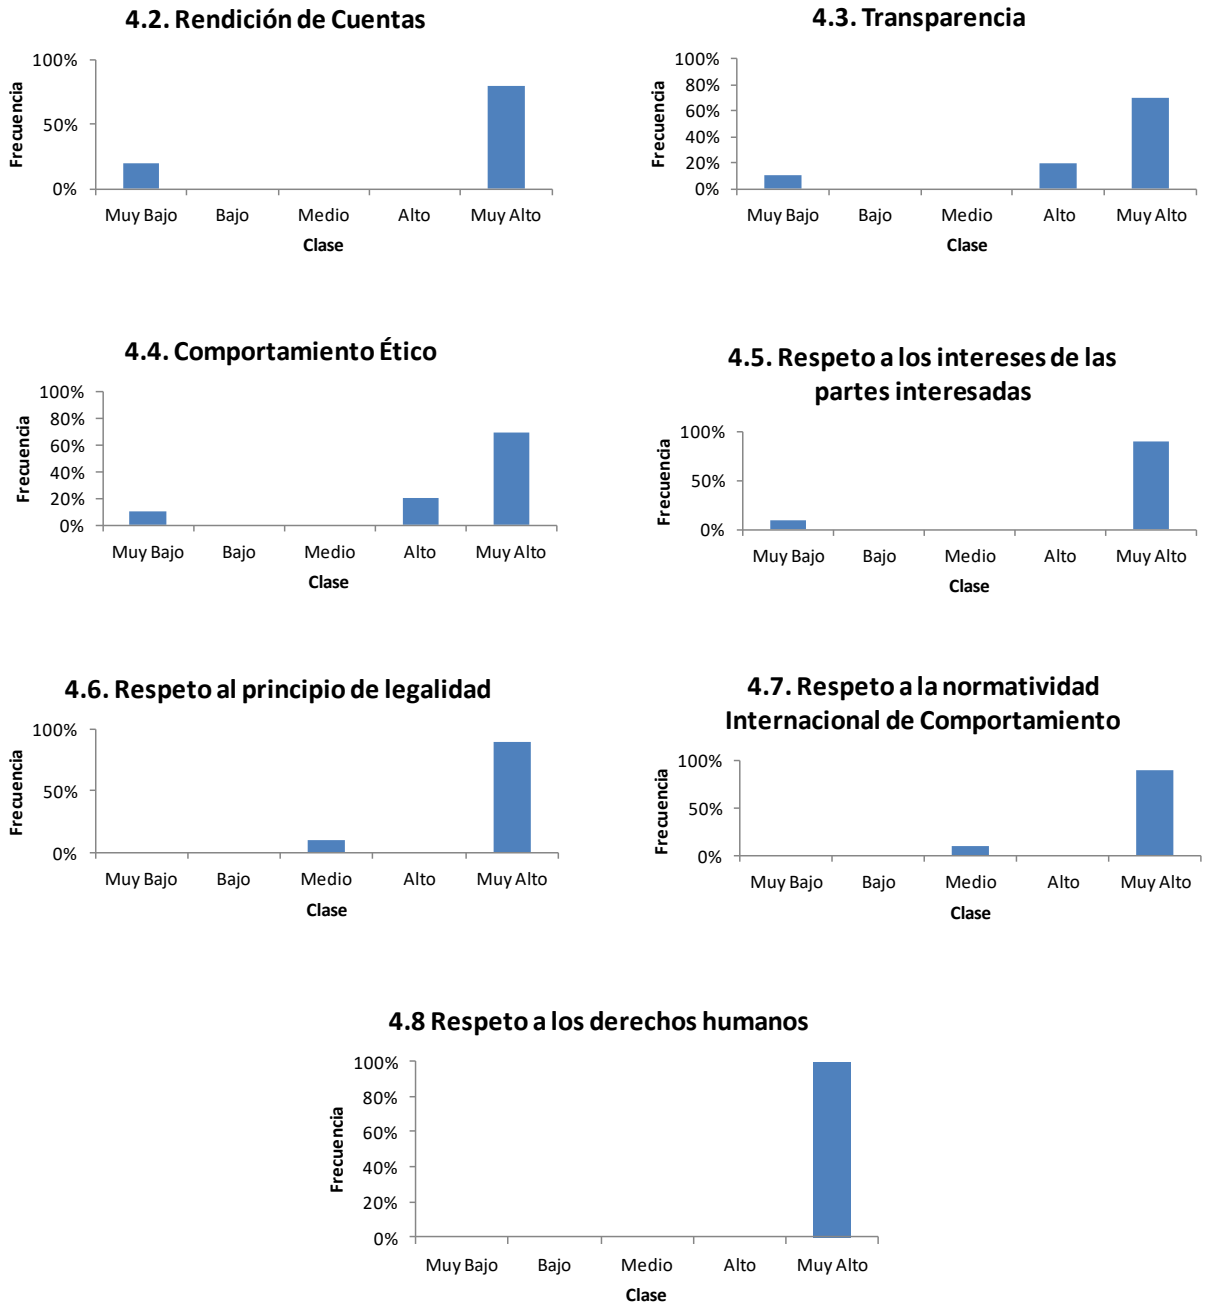 4.2. Rendición de Cuentas
100%
50%
0%
Frecuencia
Muy Bajo Bajo Medio Alto Muy Alto
Clase
4.3. Transparencia
100%
80%
60%
40%
20%
0%
Frecuencia
Muy Bajo Bajo Medio Alto Muy Alto
Clase
4.4. Comportamiento Ético
100%
80%
60%
40%
20%
0%
Frecuencia
Muy Bajo Bajo Medio Alto Muy Alto
Clase
4.5. Respeto a los intereses de las
partes interesadas
100%
50%
0%
Frecuencia
Muy Bajo Bajo Medio Alto Muy Alto
Clase
4.6. Respeto al principio de legalidad
100%
50%
0%
Frecuencia
Muy Bajo Bajo Medio Alto Muy Alto
Clase
4.7. Respeto a la normatividad
Internacional de Comportamiento
100%
50%
0%
Frecuencia
Muy Bajo Bajo Medio Alto Muy Alto
Clase
4.8 Respeto a los derechos humanos
100%
80%
60%
40%
20%
0%
Frecuencia
Muy Bajo Bajo Medio Alto Muy Alto
Clase